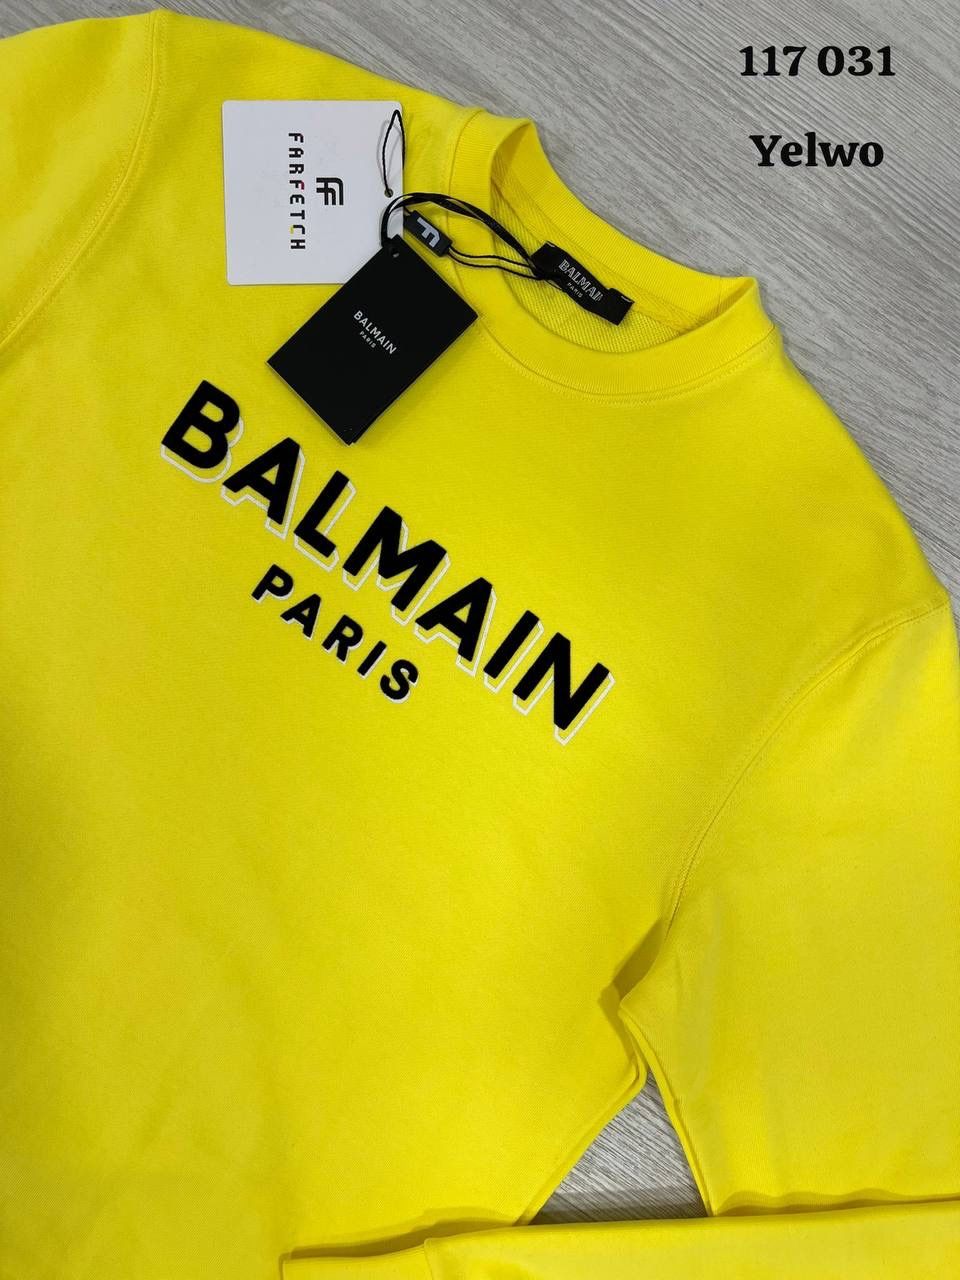 117 031
Yelwo
FARFETCH
F
BALMAIN
PARIS
BALMAIN
PARIS
BALMAIN
PARIS